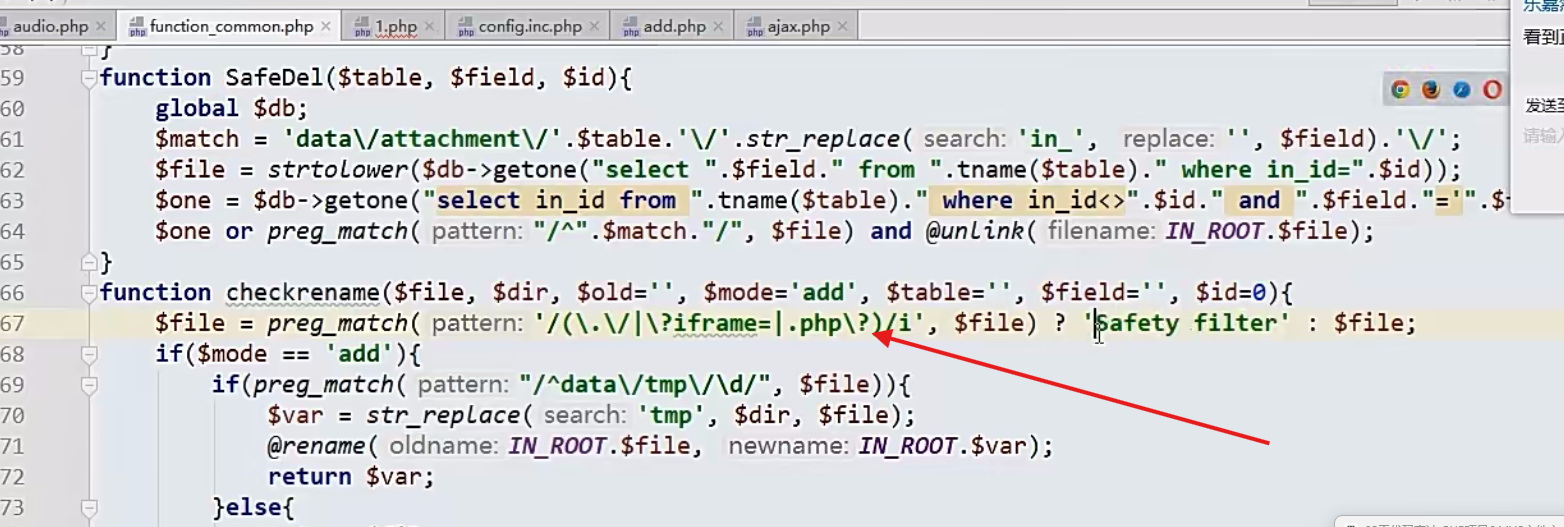 audio.php × function_common.php × 1.php × config.inc.php × add.php × ajax.php ×
58 }
59 function SafeDel($table, $field, $id){
60 global $db;
61 $match = 'data\/attachment\/'.$table.'\/'.str_replace( search: 'in_', replace: '', $field).'\/';
62 $file = strtolower($db->getone("select ".$field." from ".tname($table)." where in_id=".$id));
63 $one = $db->getone("select in_id from ".tname($table)." where in_id<>".$id." and ".$field."='".$
64 $one or preg_match( pattern: "/^".$match."/", $file) and @unlink( filename: IN_ROOT.$file);
65 }
66 function checkrename($file, $dir, $old='', $mode='add', $table='', $field='', $id=0){
67 $file = preg_match( pattern: '/(\.\/|\?iframe=|.php\?)/i', $file) ? 'Safety filter' : $file;
68 if($mode == 'add'){
69 if(preg_match( pattern: "/^data\/tmp\/\d/", $file)){
70 $var = str_replace( search: 'tmp', $dir, $file);
71 @rename( oldname: IN_ROOT.$file, newname: IN_ROOT.$var);
72 return $var;
73 }else{
看到
发送至
请输入